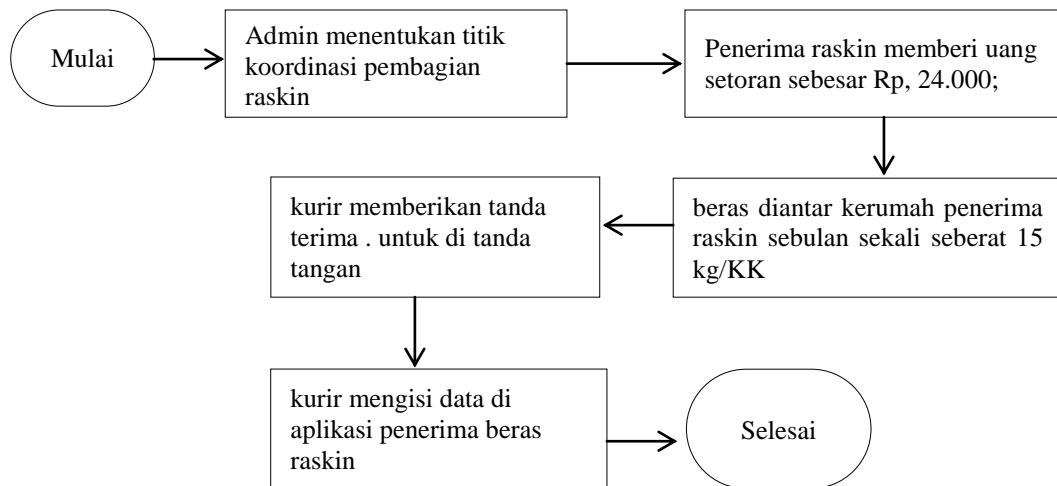 Mulai
Admin menentukan titik
koordinasi pembagian
raskin
Penerima raskin memberi uang
setoran sebesar Rp, 24.000;
beras diantar kerumah penerima
raskin sebulan sekali seberat 15
kg/KK
kurir memberikan tanda
terima . untuk di tanda
tangan
kurir mengisi data di
aplikasi penerima beras
raskin
Selesai